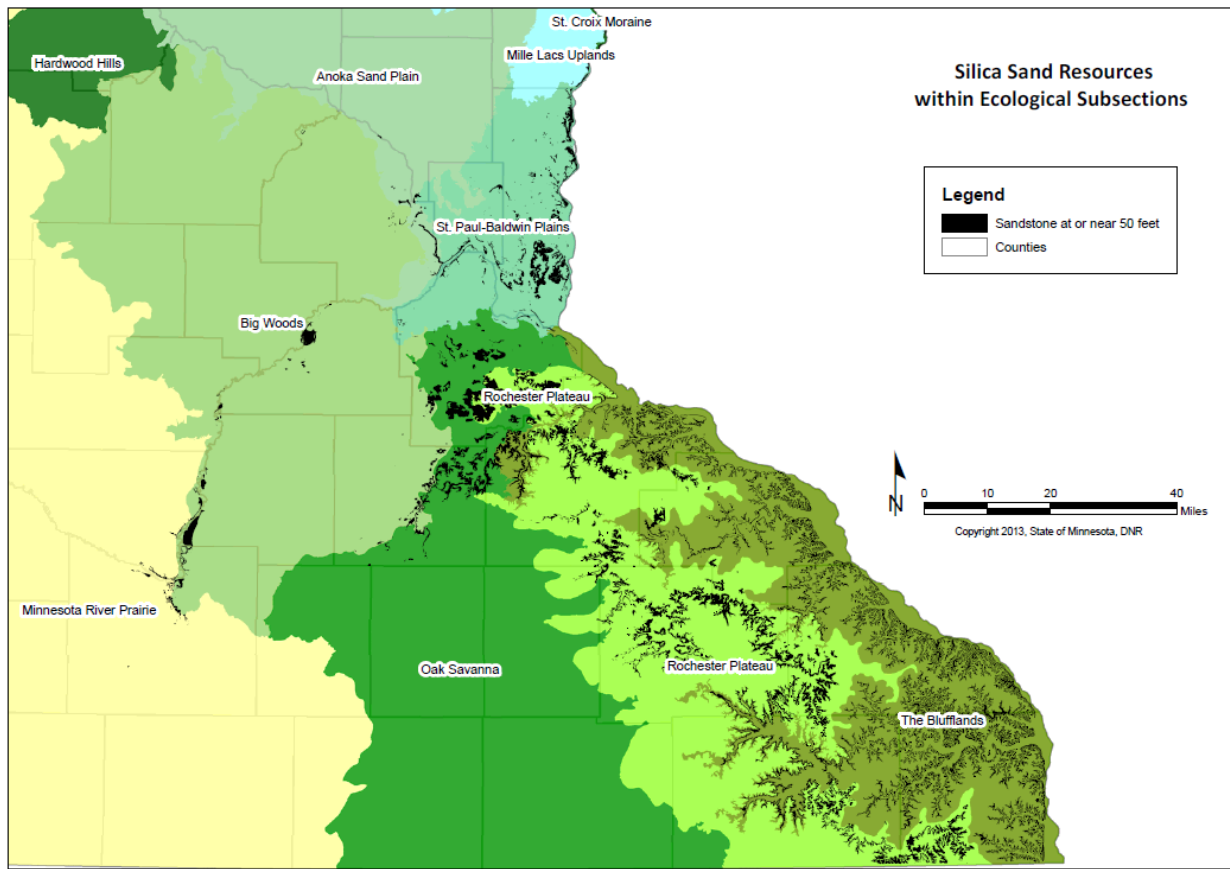 St. Croix Moraine
Mille Lacs Uplands
Hardwood Hills
Anoka Sand Plain
Silica Sand Resources
within Ecological Subsections
Legend
Sandstone at or near 50 feet
Counties
St. Paul-Baldwin Plains
Big Woods
Rochester Plateau
N
0 10 20 40
Miles
Copyright 2013, State of Minnesota, DNR
Minnesota River Prairie
Oak Savanna
Rochester Plateau
The Blufflands